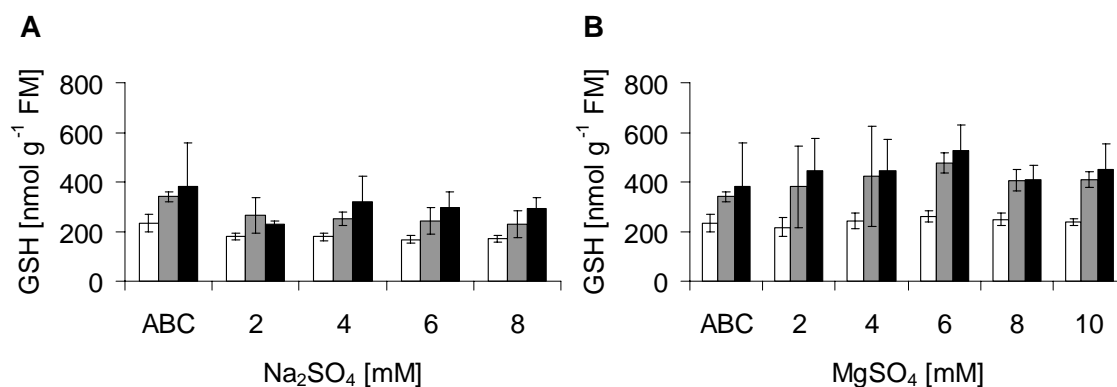 A
GSH [nmol g⁻¹ FM]
800
600
400
200
0
ABC 2 4 6 8
Na₂SO₄ [mM]
B
GSH [nmol g⁻¹ FM]
800
600
400
200
0
ABC 2 4 6 8 10
MgSO₄ [mM]